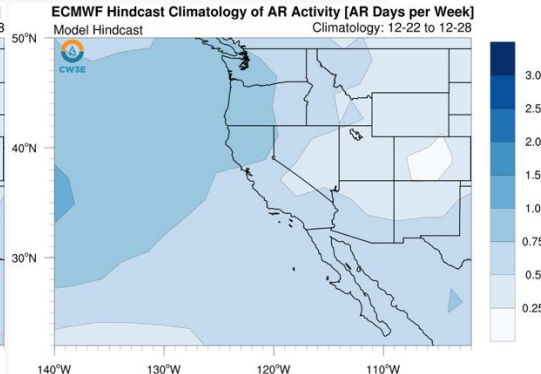 ECMWF Hindcast Climatology of AR Activity [AR Days per Week]
8 Model Hindcast Climatology: 12-22 to 12-28
50°N
CW3E
3.0
2.5
2.0
40°N
1.5
1.0
0.75
30°N
0.5
0.25
140°W 130°W 120°W 110°W